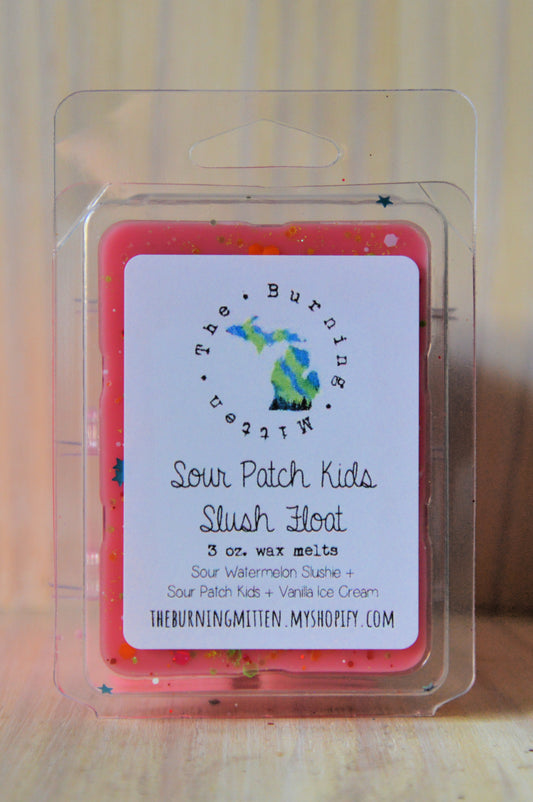 The · Burning · Mitten ·
Sour Patch Kids
Slush Float
3 oz. wax melts
Sour Watermelon Slushie +
Sour Patch Kids + Vanilla Ice Cream
THEBURNINGMITTEN.MYSHOPIFY.COM